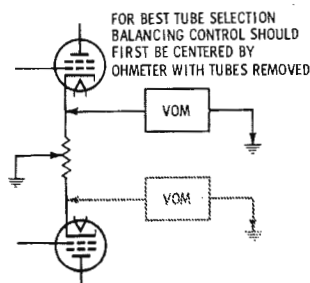 FOR BEST TUBE SELECTION
BALANCING CONTROL SHOULD
FIRST BE CENTERED BY
OHMETER WITH TUBES REMOVED
VOM
VOM